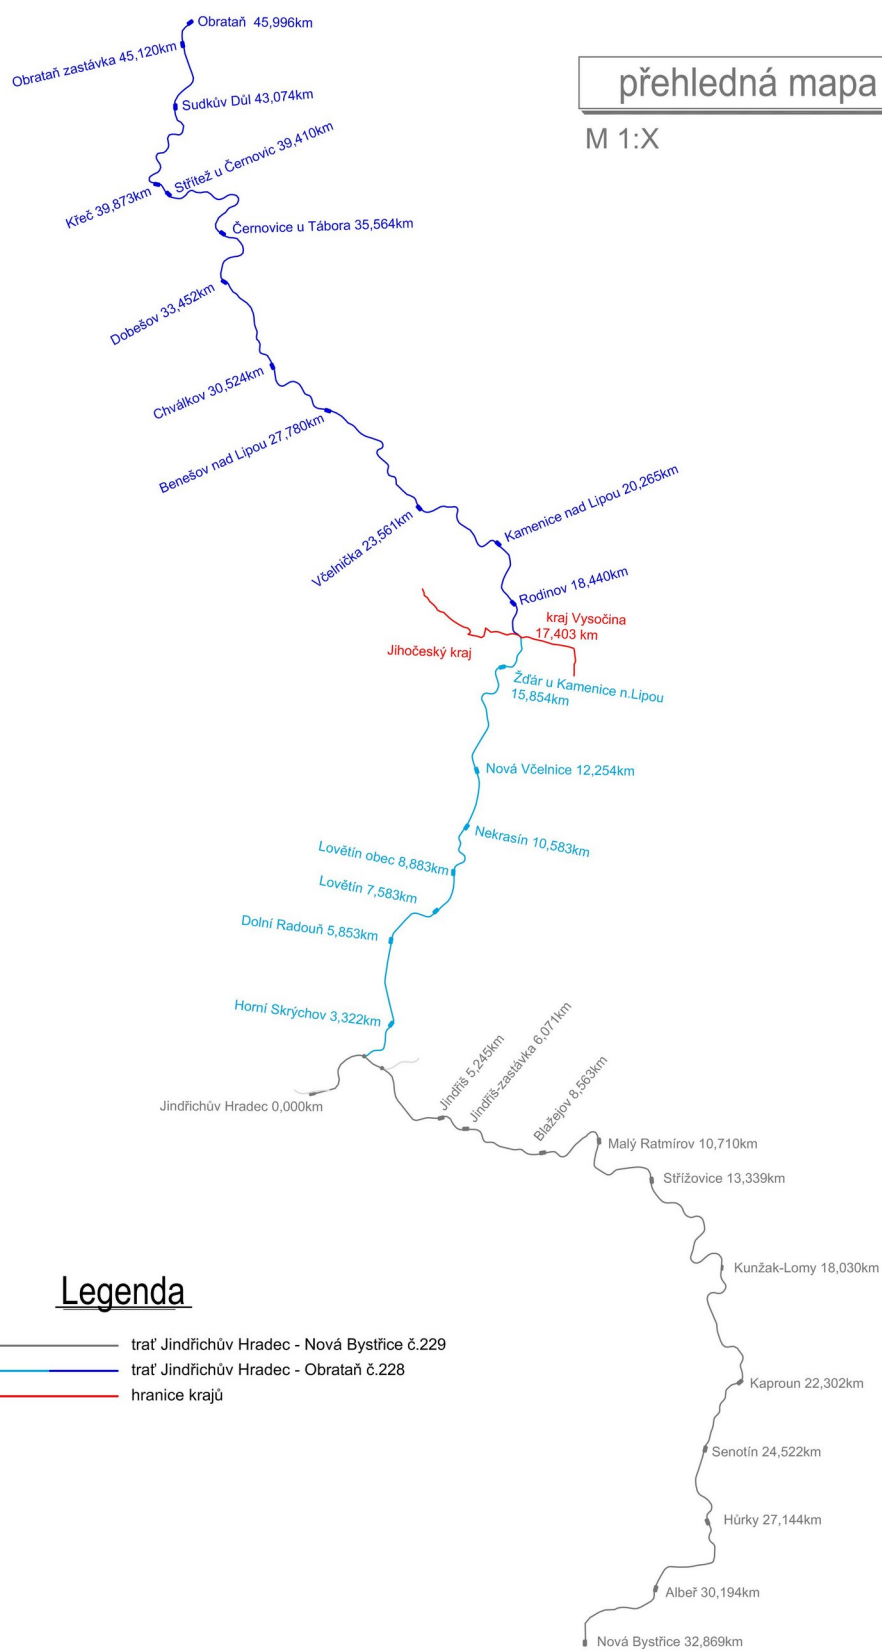 Obrataň 45,996km
přehledná mapa
M 1:X
Obrataň zastávka 45,120km
Sudkův Důl 43,074km
Střítež u Černovic 39,410km
Křeč 39,873km
Černovice u Tábora 35,564km
Dobešov 33,452km
Chválkov 30,524km
Benešov nad Lipou 27,780km
Včelnička 23,561km
Kamenice nad Lipou 20,265km
Rodinov 18,440km
kraj Vysočina
17,403 km
Jihočeský kraj
Žďár u Kamenice n.Lipou
15,854km
Nová Včelnice 12,254km
Nekrasín 10,583km
Lovětín obec 8,883km
Lovětín 7,583km
Dolní Radouň 5,853km
Horní Skrýchov 3,322km
Jindřichův Hradec 0,000km
Jindřiš 5,245km
Jindřiš-zastávka 6,071km
Blažejov 8,563km
Malý Ratmírov 10,710km
Střížovice 13,339km
Kunžak-Lomy 18,030km
Kaproun 22,302km
Senotín 24,522km
Hůrky 27,144km
Albeř 30,194km
Nová Bystřice 32,869km
Legenda
trať Jindřichův Hradec - Nová Bystřice č.229
trať Jindřichův Hradec - Obrataň č.228
hranice krajů